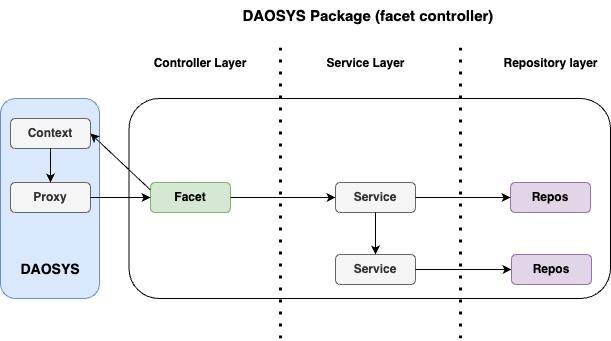 DAOSYS Package (facet controller)
Controller Layer
Service Layer
Repository layer
Context
Proxy
Facet
Service
Repos
DAOSYS
Service
Repos